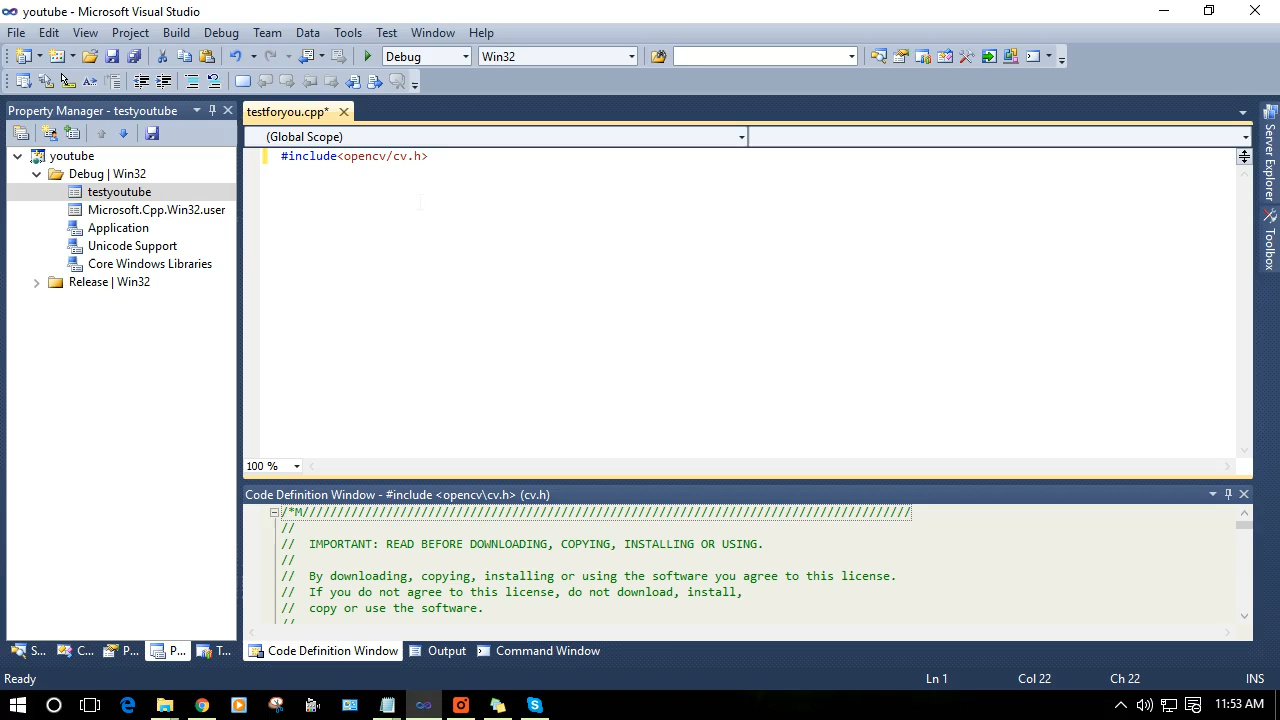 youtube - Microsoft Visual Studio
File Edit View Project Build Debug Team Data Tools Test Window Help
Debug Win32
Property Manager - testyoutube
testforyou.cpp*
(Global Scope)
youtube
Debug | Win32
testyoutube
Microsoft.Cpp.Win32.user
Application
Unicode Support
Core Windows Libraries
Release | Win32
#include<opencv/cv.h>
Server Explorer
Toolbox
100 %
Code Definition Window - #include <opencv\cv.h> (cv.h)
/*M///////////////////////////////////////////////////////////////////////////////////////
//
// IMPORTANT: READ BEFORE DOWNLOADING, COPYING, INSTALLING OR USING.
//
// By downloading, copying, installing or using the software you agree to this license.
// If you do not agree to this license, do not download, install,
// copy or use the software.
//
S... C... P... P... T...
Code Definition Window Output Command Window
Ready Ln 1 Col 22 Ch 22 INS
11:53 AM